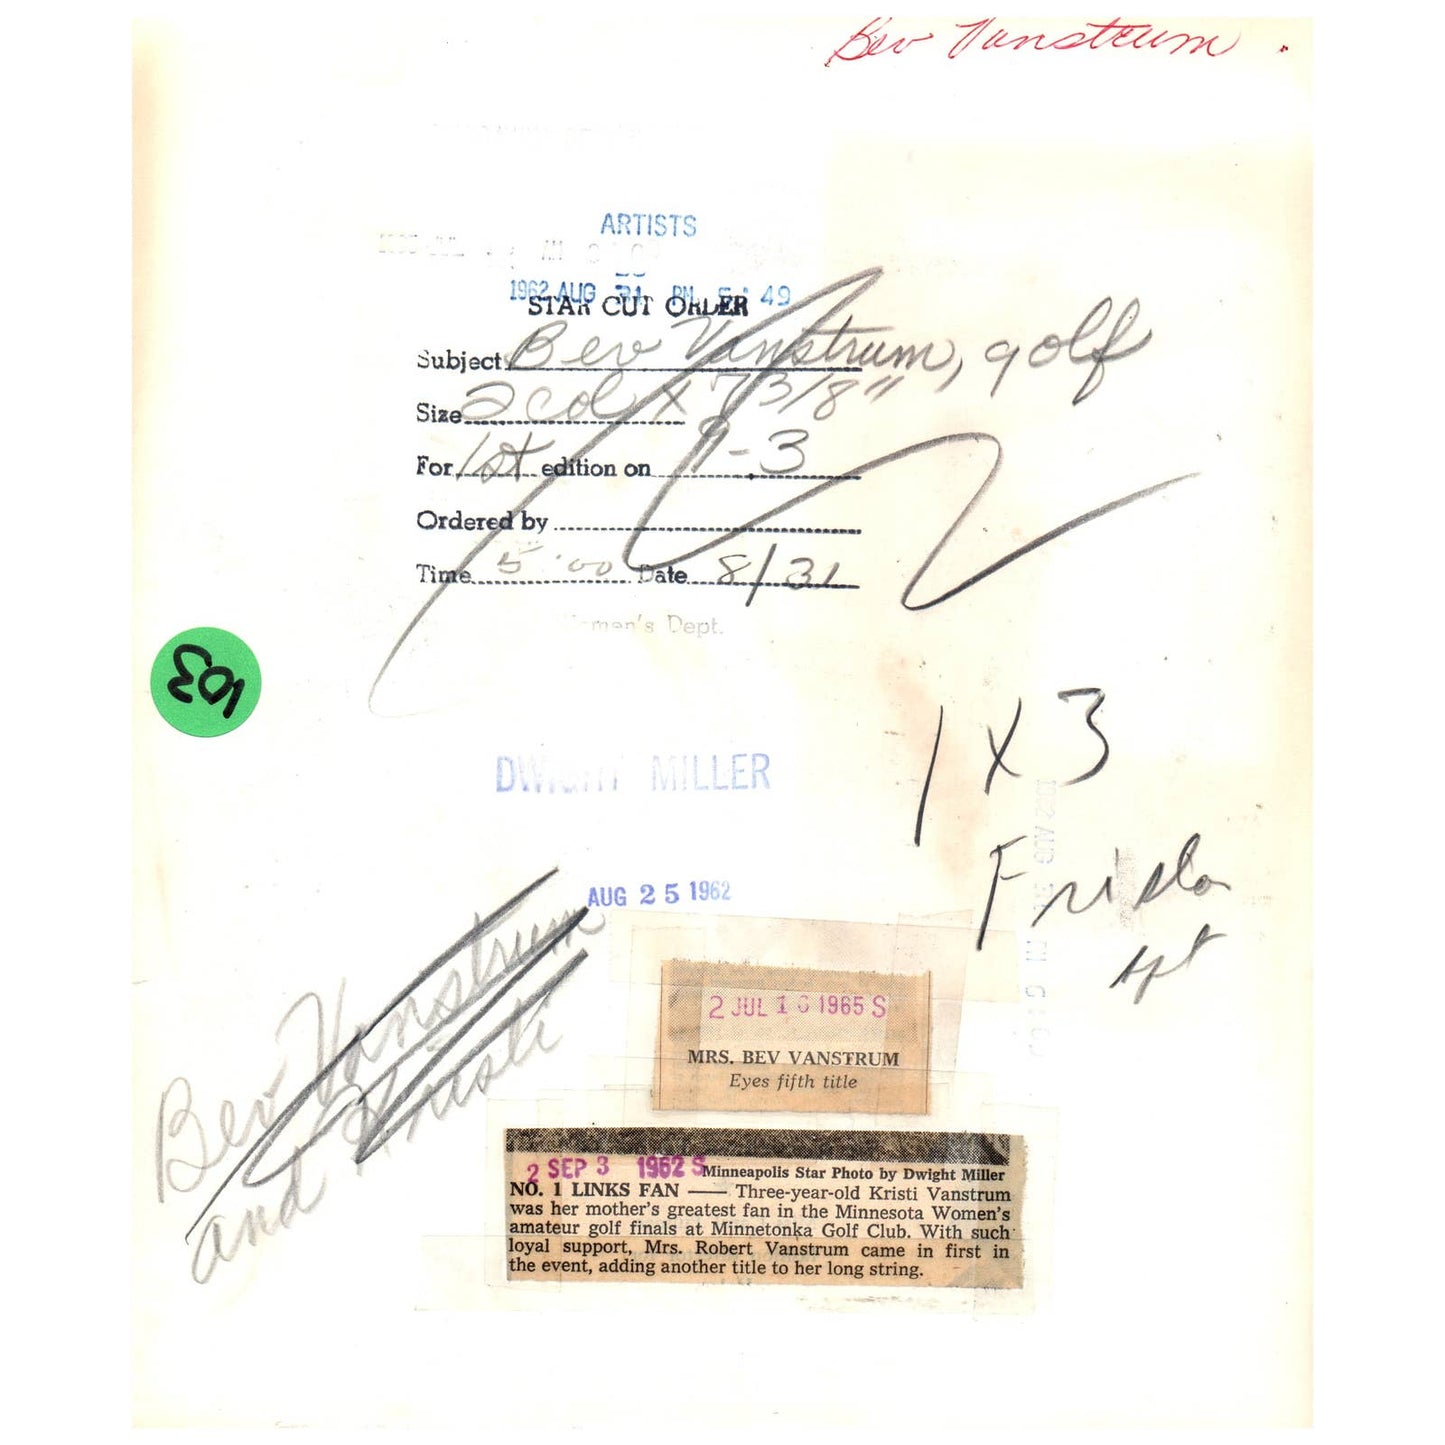 Bev Vanstrum
ARTISTS
1962 AUG 31 PM 5:49
STAR CUT ORDER
Subject Bev Vanstrum, golf
Size 2 col x 7 3/8"
For 1st edition on 9-3
Ordered by
Time 5:00 Date 8/31
Women's Dept.
103
1 x 3
DWIGHT MILLER
AUG 25 1962
Fri
spt
Bev Vanstrum
and Kristi
2 JUL 16 1965 S
MRS. BEV VANSTRUM
Eyes fifth title
2 SEP 3 1962 S Minneapolis Star Photo by Dwight Miller
NO. 1 LINKS FAN —— Three-year-old Kristi Vanstrum
was her mother's greatest fan in the Minnesota Women's
amateur golf finals at Minnetonka Golf Club. With such
loyal support, Mrs. Robert Vanstrum came in first in
the event, adding another title to her long string.